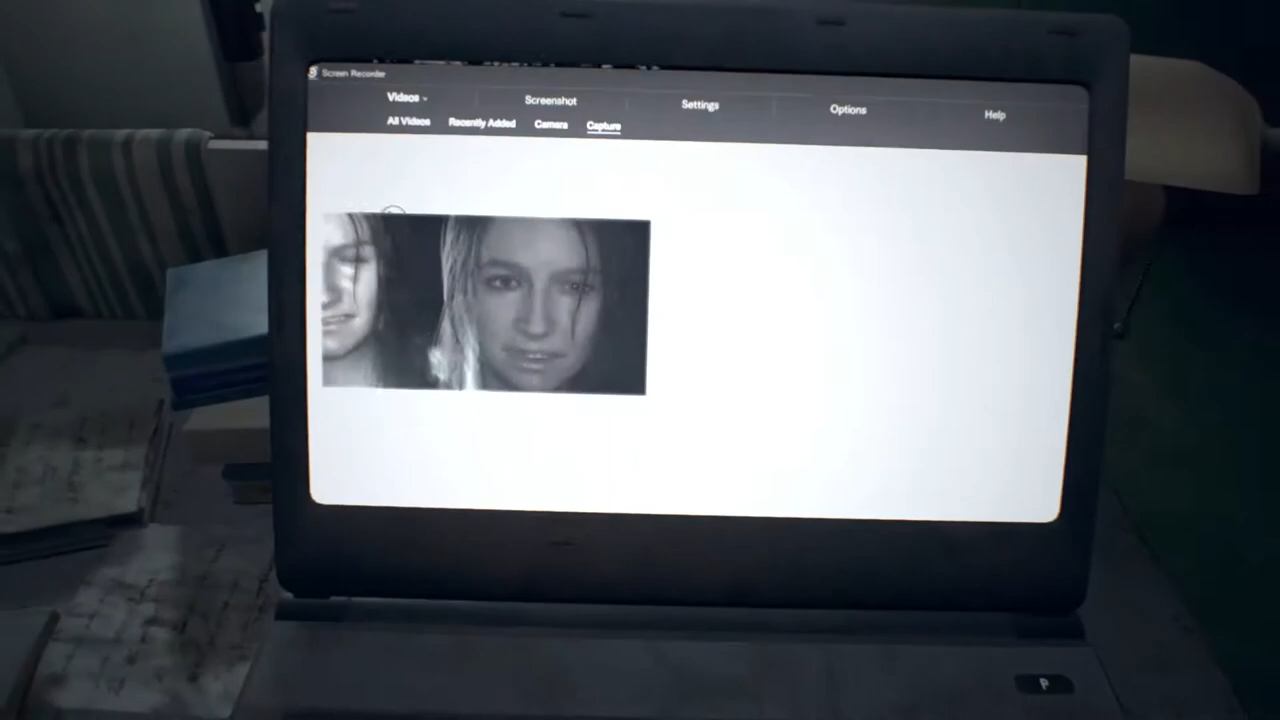 Screen Recorder
Videos Screenshot Settings Options Help
All Videos Recently Added Camera Capture
P